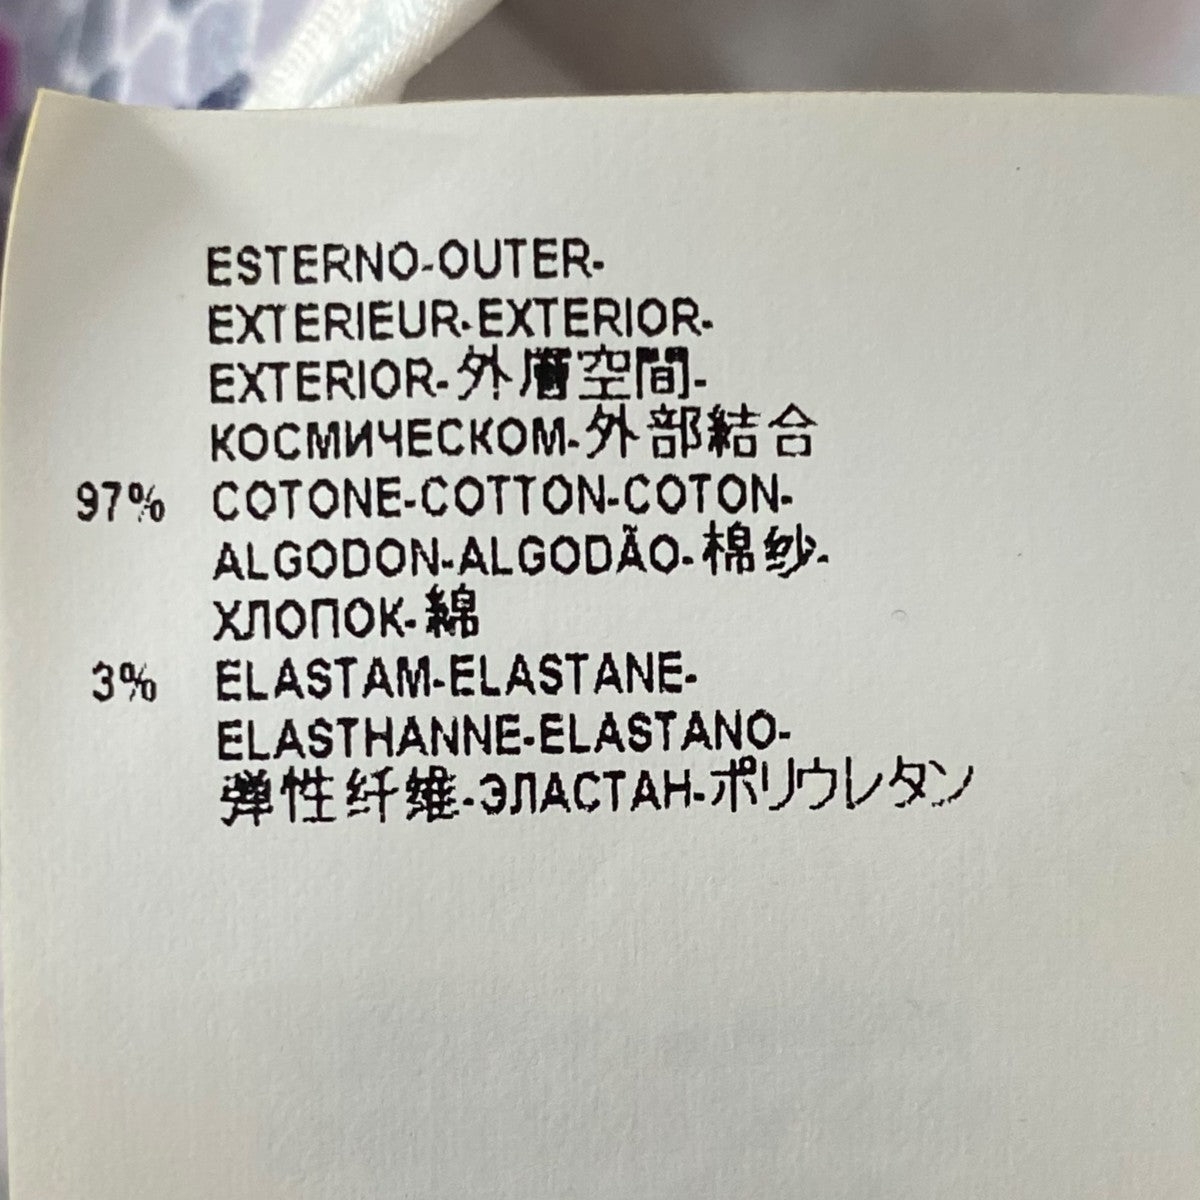 ESTERNO-OUTER-
EXTERIEUR-EXTERIOR-
EXTERIOR-外層空間-
КОСМИЧЕСКОМ-外部結合
97% COTONE-COTTON-COTON-
ALGODON-ALGODÃO-棉纱-
ХЛОПОК-綿
3% ELASTAM-ELASTANE-
ELASTHANNE-ELASTANO-
弹性纤维-ЭЛАСТАН-ポリウレタン